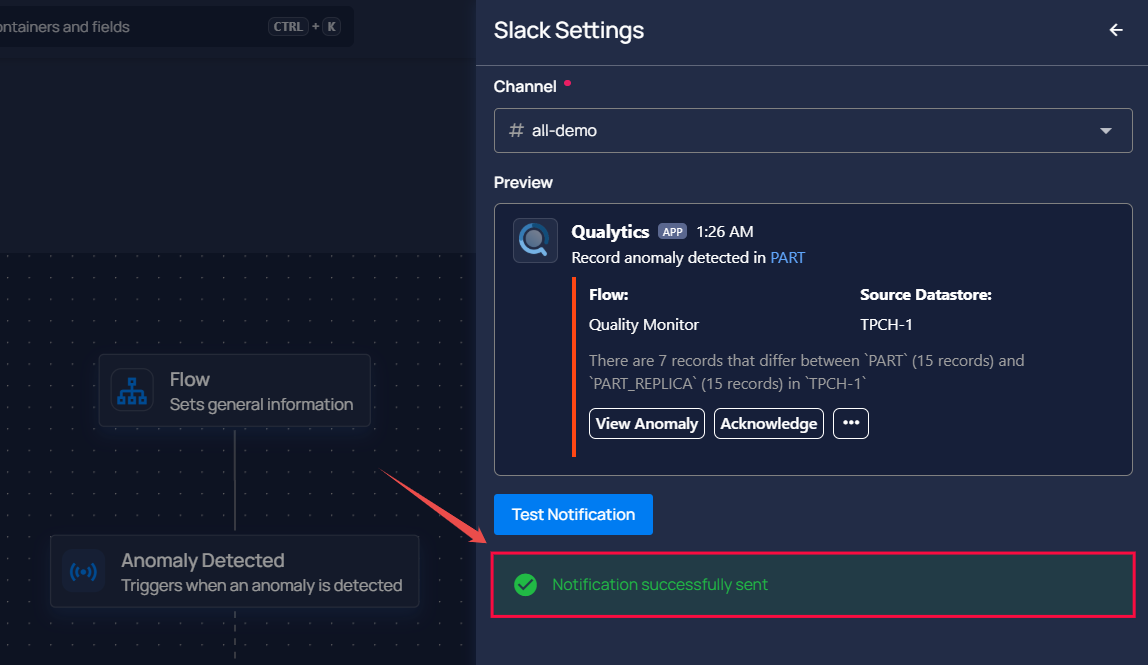 ontainers and fields
CTRL + K
Slack Settings
Channel
# all-demo
Preview
Qualytics APP 1:26 AM
Record anomaly detected in PART
Flow: Source Datastore:
Quality Monitor TPCH-1
There are 7 records that differ between `PART` (15 records) and
`PART_REPLICA` (15 records) in `TPCH-1`
View Anomaly Acknowledge •••
Test Notification
Notification successfully sent
Flow
Sets general information
Anomaly Detected
Triggers when an anomaly is detected